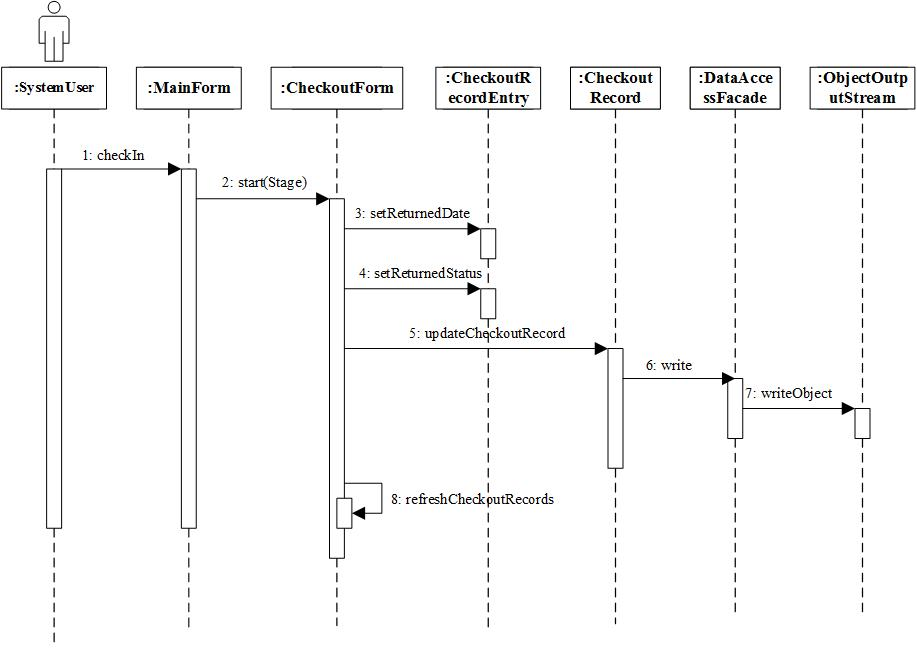 :SystemUser
:MainForm
:CheckoutForm
:CheckoutR
ecordEntry
:Checkout
Record
:DataAcce
ssFacade
:ObjectOutp
utStream
1: checkIn
2: start(Stage)
3: setReturnedDate
4: setReturnedStatus
5: updateCheckoutRecord
6: write
7: writeObject
8: refreshCheckoutRecords